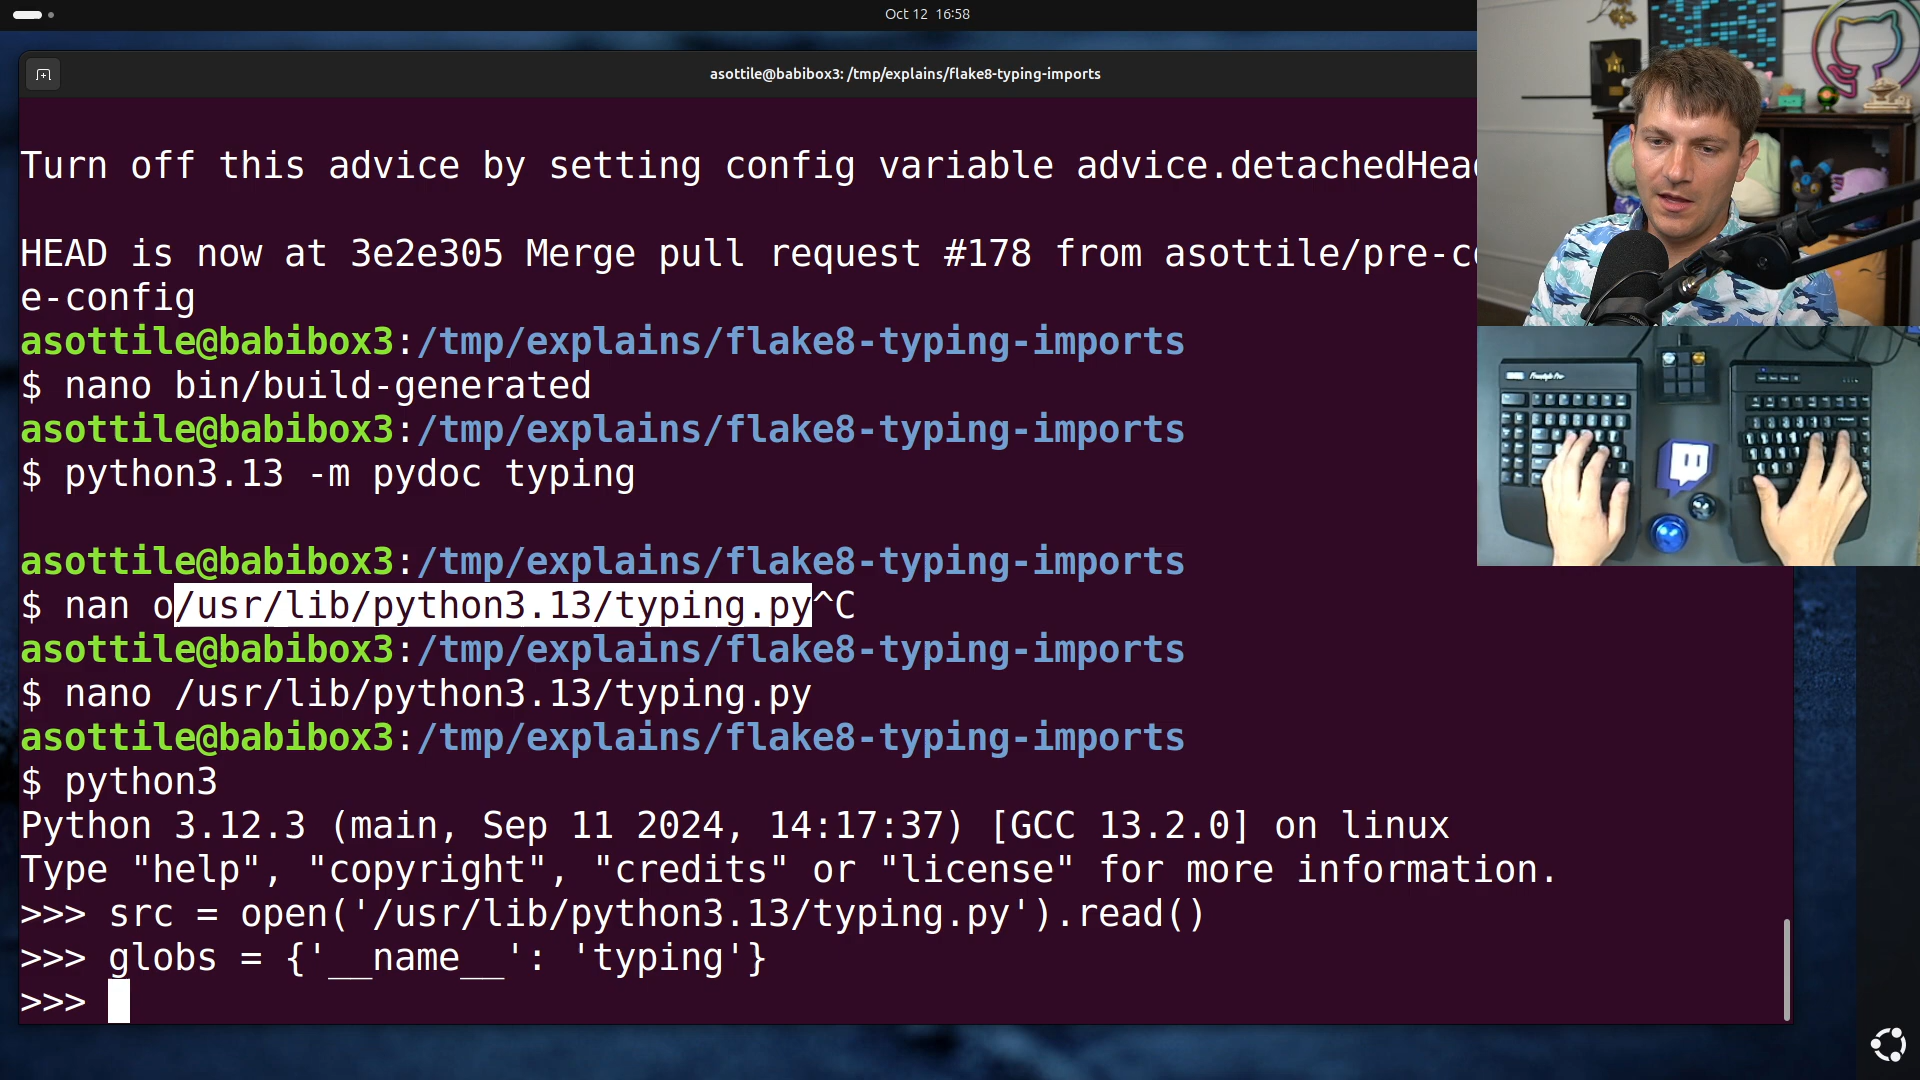 Oct 12 16:58
asottile@babibox3: /tmp/explains/flake8-typing-imports
Turn off this advice by setting config variable advice.detachedHea
HEAD is now at 3e2e305 Merge pull request #178 from asottile/pre-c
e-config
asottile@babibox3:/tmp/explains/flake8-typing-imports
$ nano bin/build-generated
asottile@babibox3:/tmp/explains/flake8-typing-imports
$ python3.13 -m pydoc typing
asottile@babibox3:/tmp/explains/flake8-typing-imports
$ nan o/usr/lib/python3.13/typing.py^C
asottile@babibox3:/tmp/explains/flake8-typing-imports
$ nano /usr/lib/python3.13/typing.py
asottile@babibox3:/tmp/explains/flake8-typing-imports
$ python3
Python 3.12.3 (main, Sep 11 2024, 14:17:37) [GCC 13.2.0] on linux
Type "help", "copyright", "credits" or "license" for more information.
>>> src = open('/usr/lib/python3.13/typing.py').read()
>>> globs = {'__name__': 'typing'}
>>>